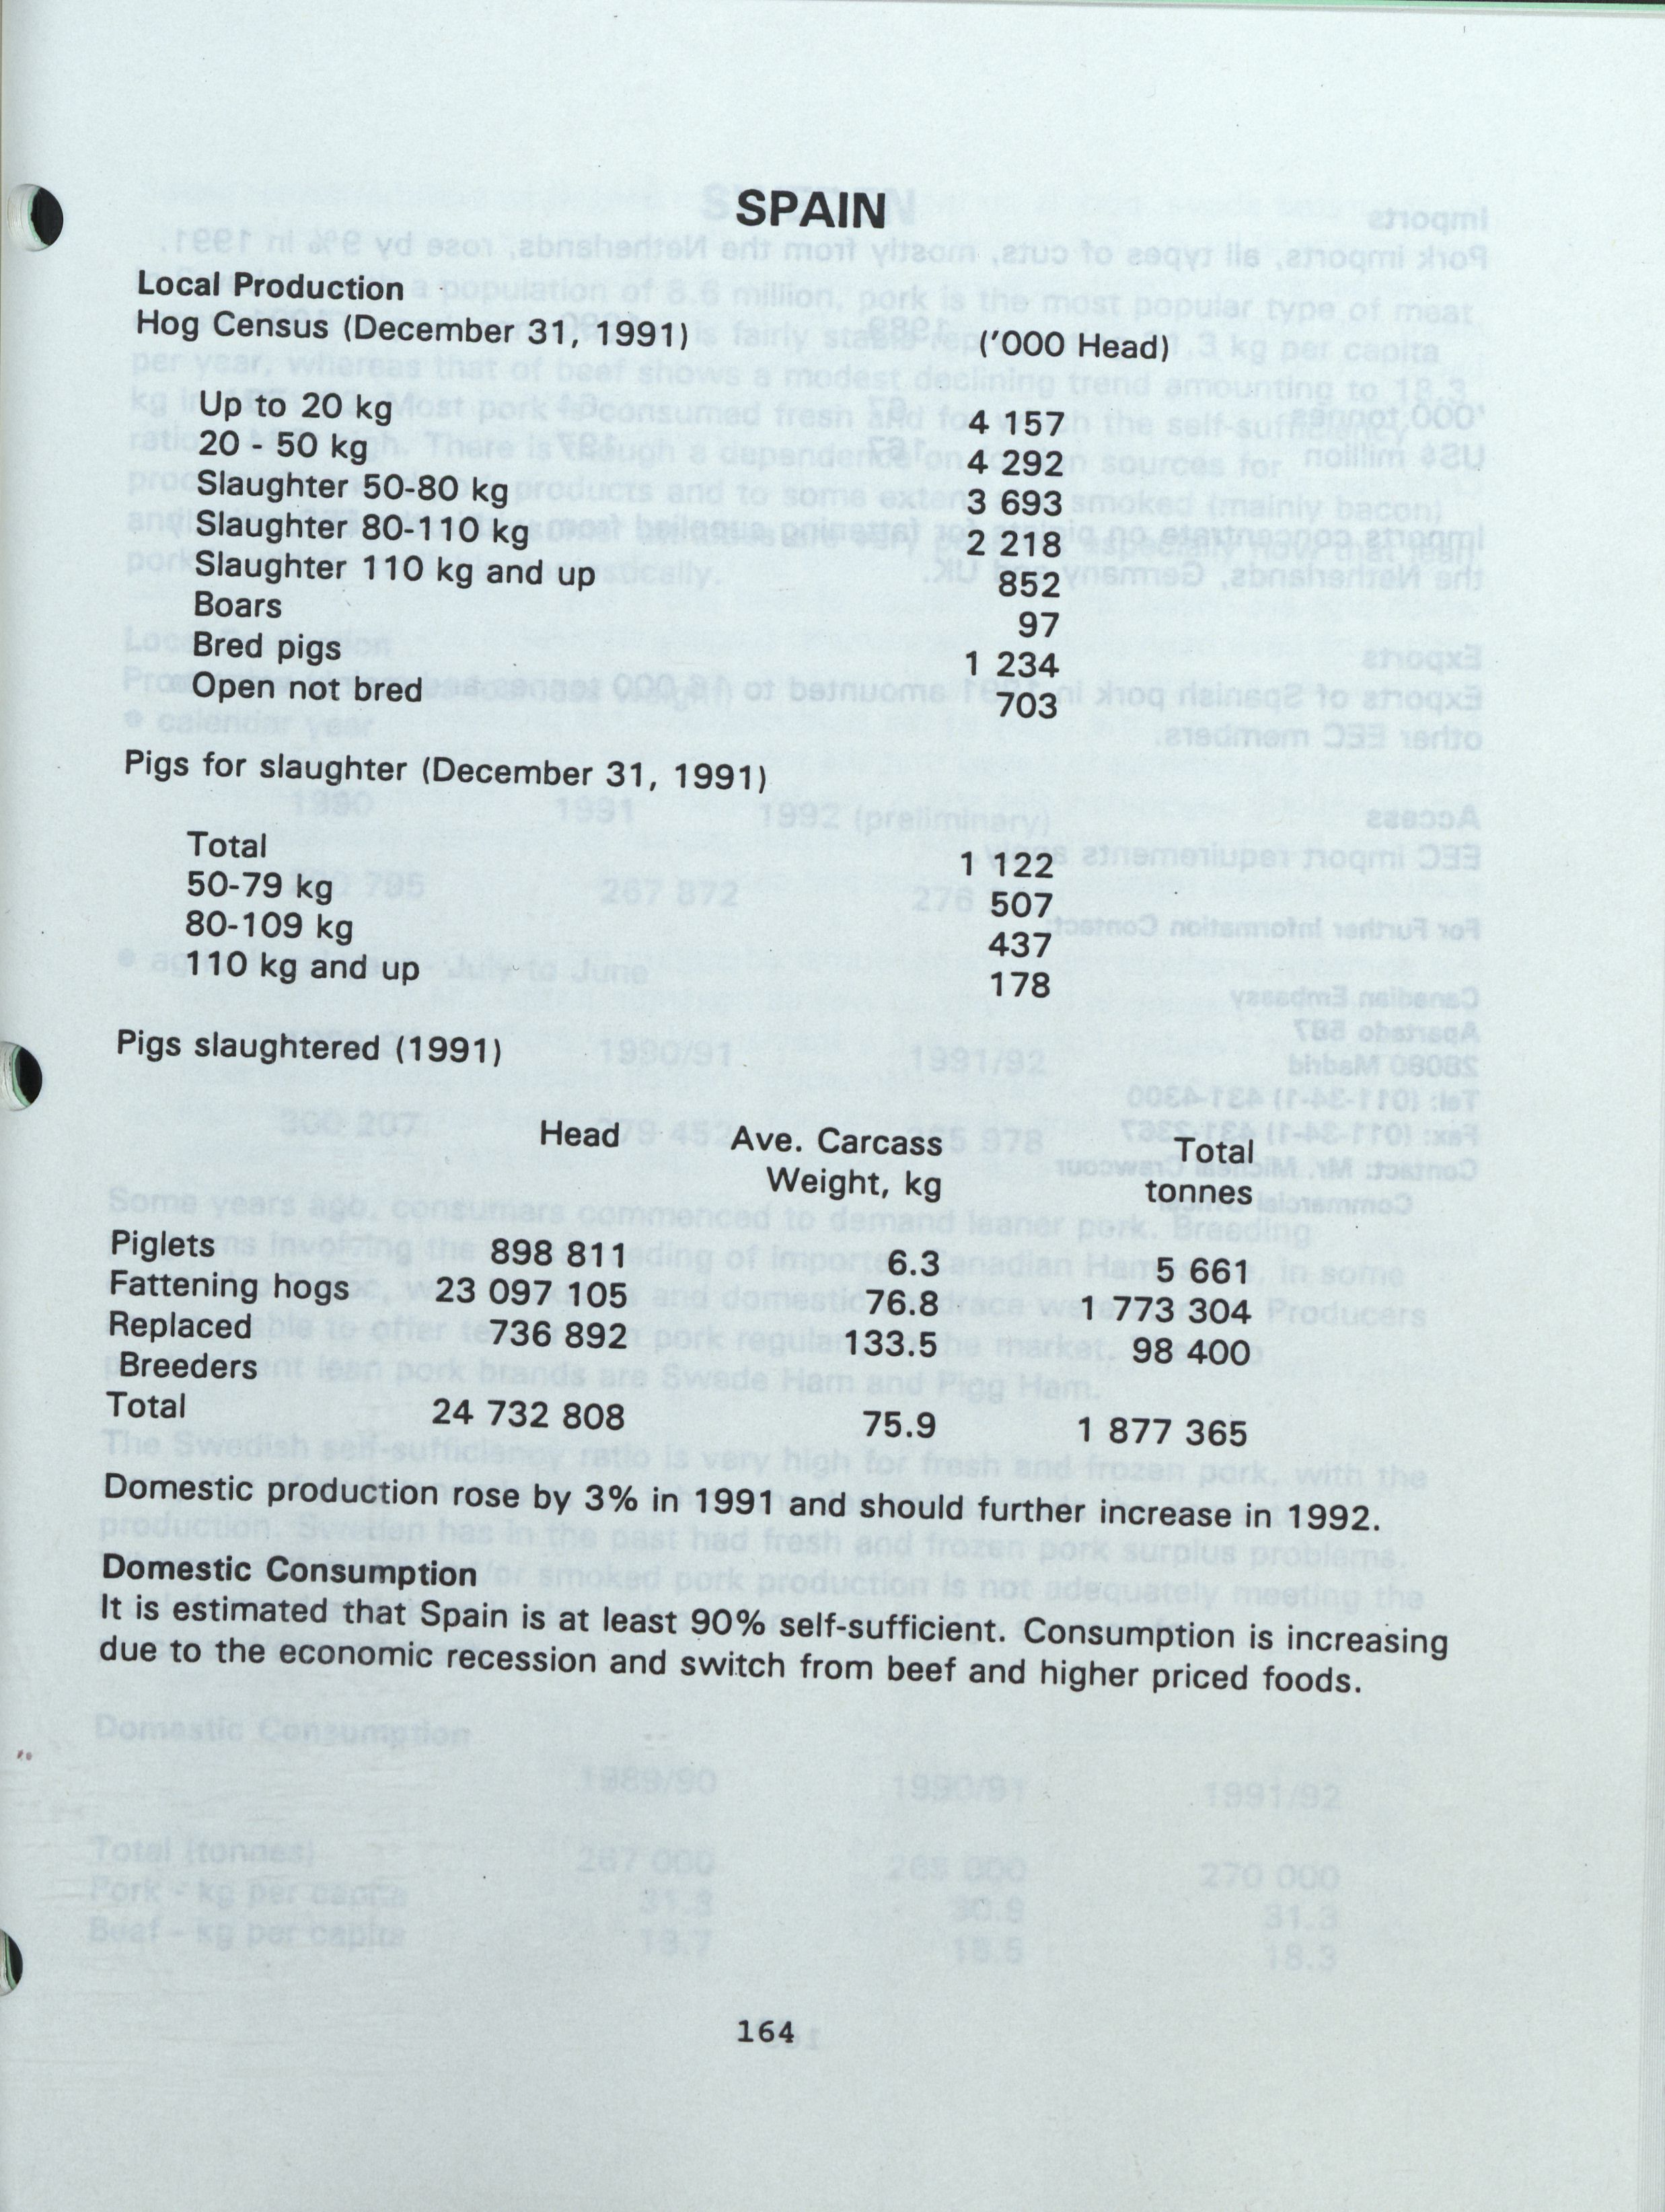 SPAIN
Local Production
Hog Census (December 31, 1991) ('000 Head)
Up to 20 kg 4 157
20 - 50 kg 4 292
Slaughter 50-80 kg 3 693
Slaughter 80-110 kg 2 218
Slaughter 110 kg and up 852
Boars 97
Bred pigs 1 234
Open not bred 703
Pigs for slaughter (December 31, 1991)
Total 1 122
50-79 kg 507
80-109 kg 437
110 kg and up 178
Pigs slaughtered (1991)
Head Ave. Carcass Total
Weight, kg tonnes
Piglets 898 811 6.3 5 661
Fattening hogs 23 097 105 76.8 1 773 304
Replaced 736 892 133.5 98 400
Breeders
Total 24 732 808 75.9 1 877 365
Domestic production rose by 3% in 1991 and should further increase in 1992.
Domestic Consumption
It is estimated that Spain is at least 90% self-sufficient. Consumption is increasing
due to the economic recession and switch from beef and higher priced foods.
164